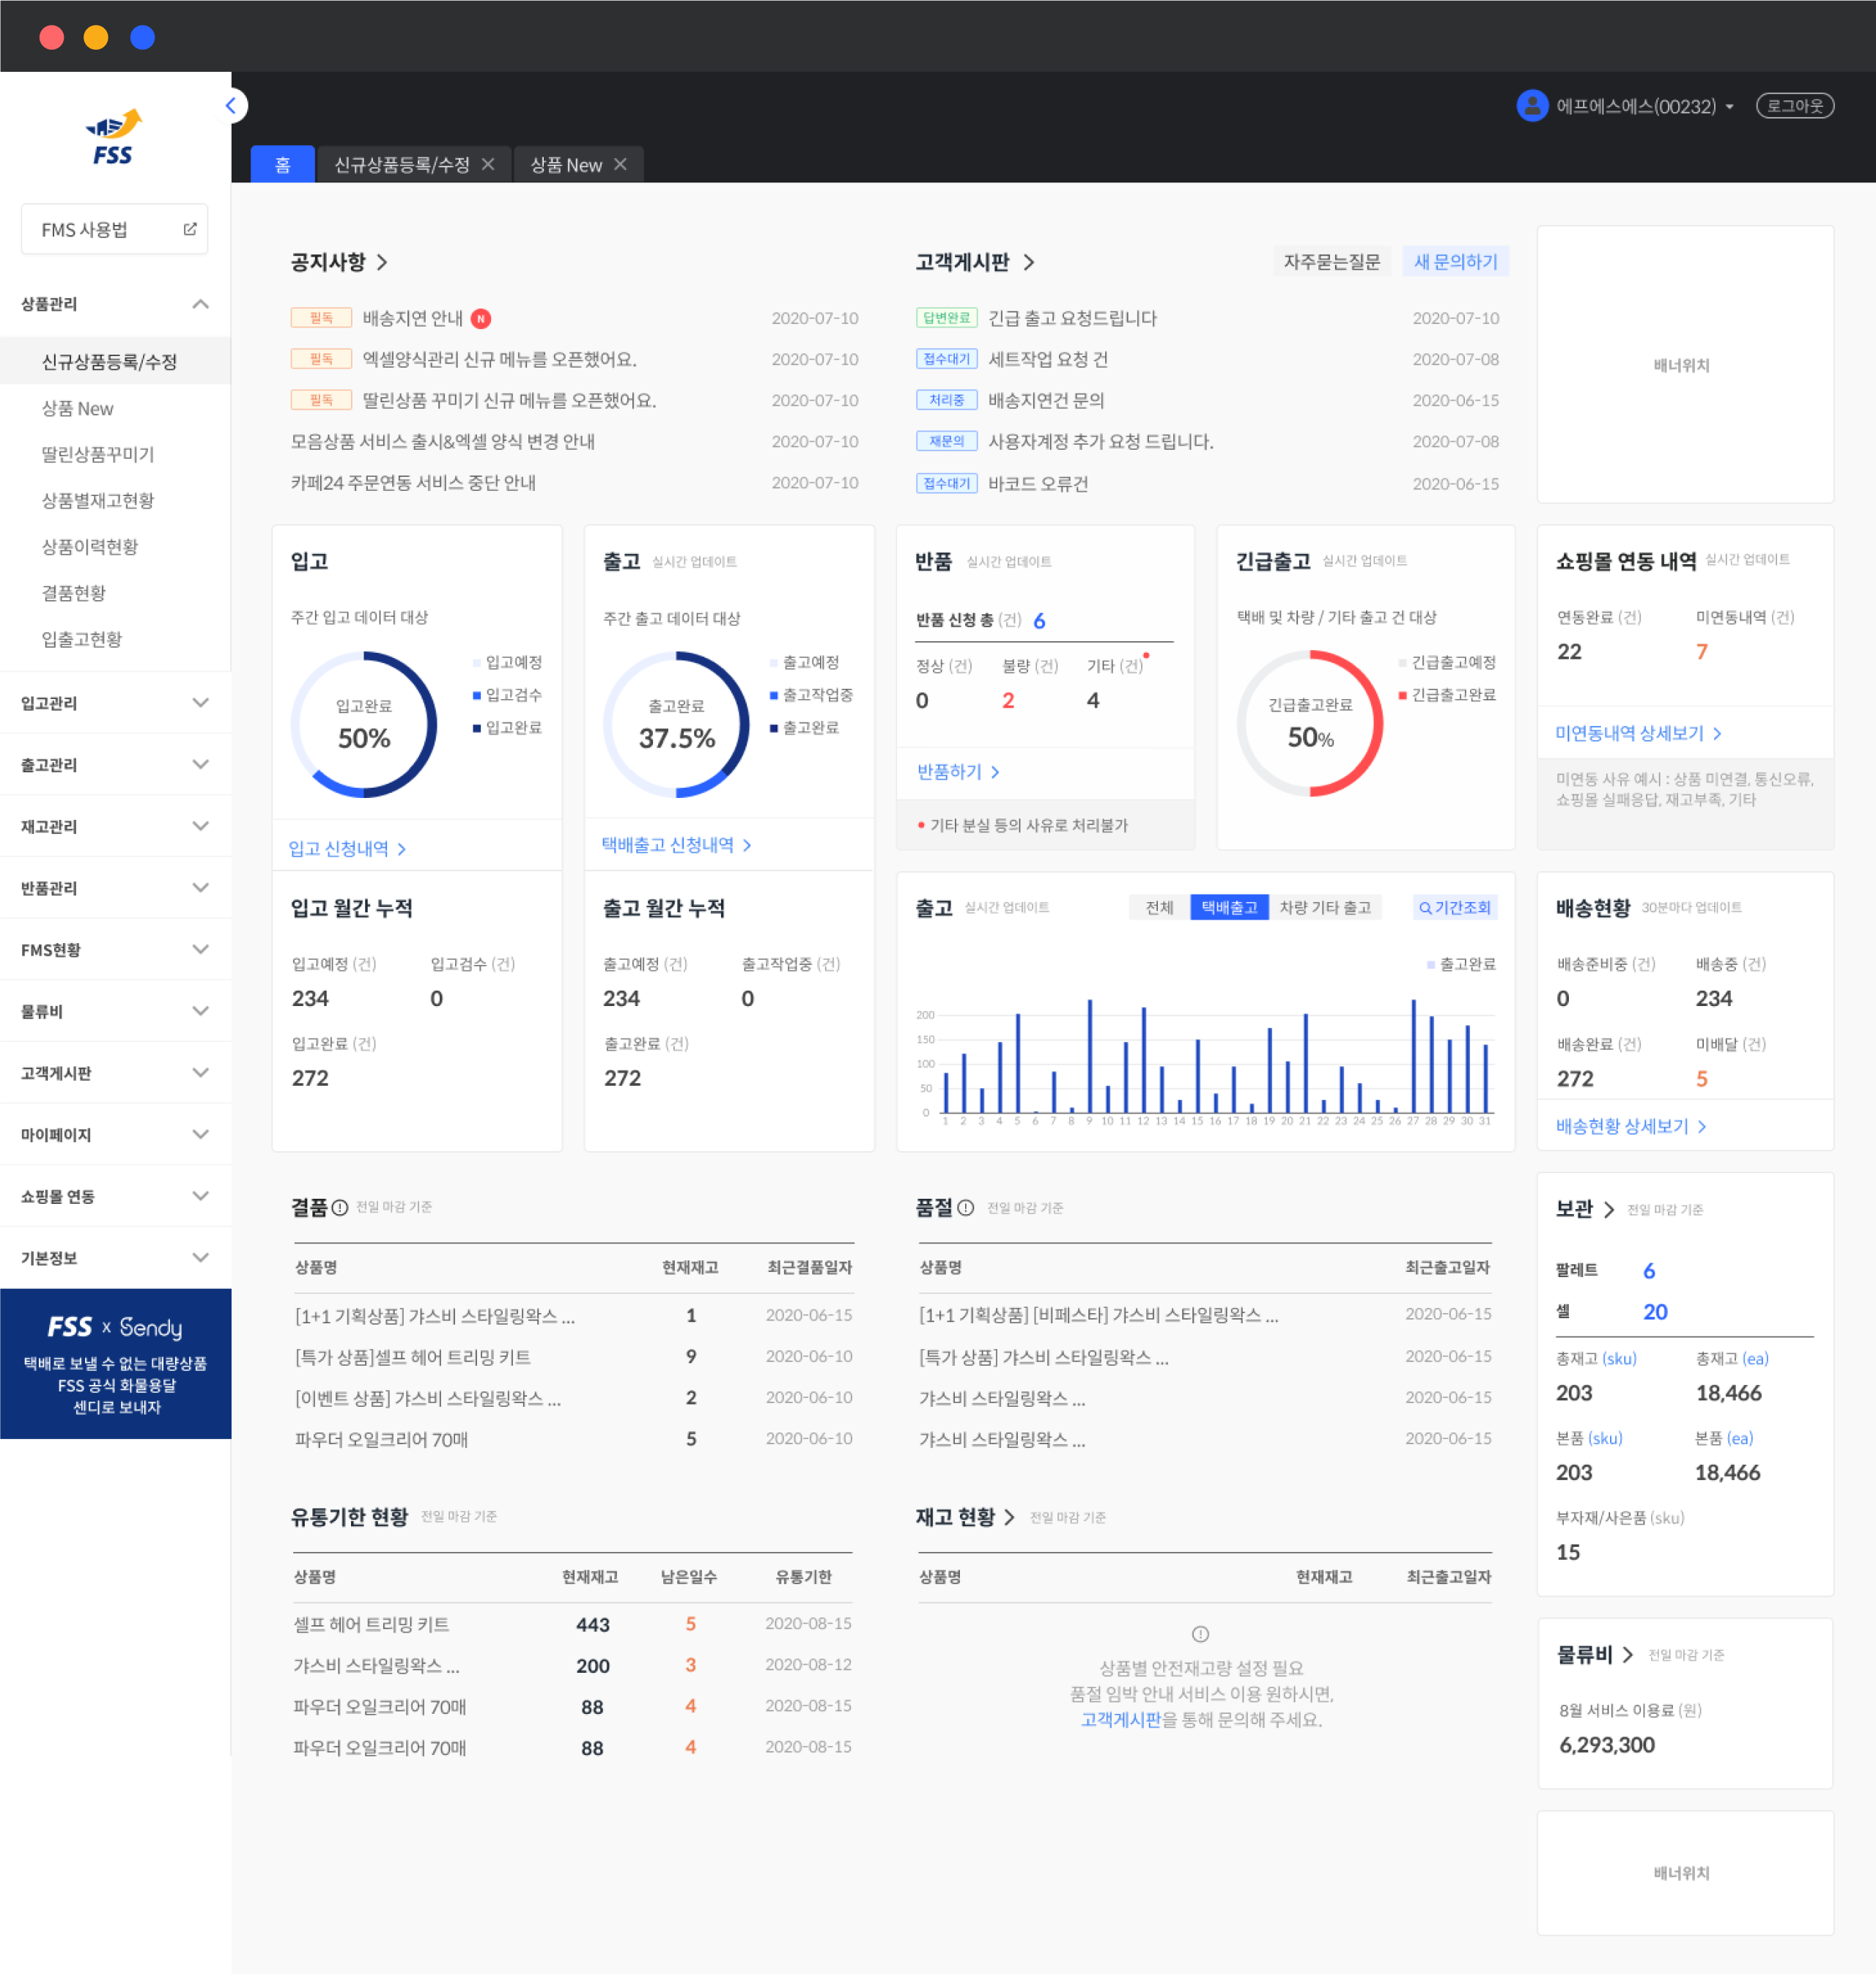 에프에스에스(00232)
로그아웃
FSS
홈
신규상품등록/수정
상품 New
FMS 사용법
상품관리
신규상품등록/수정
상품 New
딸린상품꾸미기
상품별재고현황
상품이력현황
결품현황
입출고현황
입고관리
출고관리
재고관리
반품관리
FMS현황
물류비
고객게시판
마이페이지
쇼핑몰 연동
기본정보
FSS x Sendy
택배로 보낼 수 없는 대량상품
FSS 공식 화물용달
센디로 보내자
공지사항
필독 배송지연 안내 N 2020-07-10
필독 엑셀양식관리 신규 메뉴를 오픈했어요. 2020-07-10
필독 딸린상품 꾸미기 신규 메뉴를 오픈했어요. 2020-07-10
모음상품 서비스 출시&엑셀 양식 변경 안내 2020-07-10
카페24 주문연동 서비스 중단 안내 2020-07-10
고객게시판 자주묻는질문 새 문의하기
답변완료 긴급 출고 요청드립니다 2020-07-10
접수대기 세트작업 요청 건 2020-07-08
처리중 배송지연건 문의 2020-06-15
재문의 사용자계정 추가 요청 드립니다. 2020-07-08
접수대기 바코드 오류건 2020-06-15
배너위치
입고
주간 입고 데이터 대상
입고완료
50%
입고예정
입고검수
입고완료
입고 신청내역
입고 월간 누적
입고예정 (건) 입고검수 (건)
234 0
입고완료 (건)
272
출고 실시간 업데이트
주간 출고 데이터 대상
출고완료
37.5%
출고예정
출고작업중
출고완료
택배출고 신청내역
출고 월간 누적
출고예정 (건) 출고작업중 (건)
234 0
출고완료 (건)
272
반품 실시간 업데이트
반품 신청 총 (건) 6
정상 (건) 불량 (건) 기타 (건)
0 2 4
반품하기
기타 분실 등의 사유로 처리불가
긴급출고 실시간 업데이트
택배 및 차량 / 기타 출고 건 대상
긴급출고완료
50%
긴급출고예정
긴급출고완료
쇼핑몰 연동 내역 실시간 업데이트
연동완료 (건) 미연동내역 (건)
22 7
미연동내역 상세보기
미연동 사유 예시 : 상품 미연결, 통신오류,
쇼핑몰 실패응답, 재고부족, 기타
출고 실시간 업데이트 전체 택배출고 차량 기타 출고 기간조회
출고완료
200
150
100
50
0
1 2 3 4 5 6 7 8 9 10 11 12 13 14 15 16 17 18 19 20 21 22 23 24 25 26 27 28 29 30 31
배송현황 30분마다 업데이트
배송준비중 (건) 배송중 (건)
0 234
배송완료 (건) 미배달 (건)
272 5
배송현황 상세보기
결품 전일 마감 기준
상품명 현재재고 최근결품일자
[1+1 기획상품] 갸스비 스타일링왁스 ... 1 2020-06-15
[특가 상품]셀프 헤어 트리밍 키트 9 2020-06-10
[이벤트 상품] 갸스비 스타일링왁스 ... 2 2020-06-10
파우더 오일크리어 70매 5 2020-06-10
품절 전일 마감 기준
상품명 최근출고일자
[1+1 기획상품] [비페스타] 갸스비 스타일링왁스 ... 2020-06-15
[특가 상품] 갸스비 스타일링왁스 ... 2020-06-15
갸스비 스타일링왁스 ... 2020-06-15
갸스비 스타일링왁스 ... 2020-06-15
보관 전일 마감 기준
팔레트 6
셀 20
총재고 (sku) 총재고 (ea)
203 18,466
본품 (sku) 본품 (ea)
203 18,466
부자재/사은품 (sku)
15
유통기한 현황 전일 마감 기준
상품명 현재재고 남은일수 유통기한
셀프 헤어 트리밍 키트 443 5 2020-08-15
갸스비 스타일링왁스 ... 200 3 2020-08-12
파우더 오일크리어 70매 88 4 2020-08-15
파우더 오일크리어 70매 88 4 2020-08-15
재고 현황 전일 마감 기준
상품명 현재재고 최근출고일자
상품별 안전재고량 설정 필요
품절 임박 안내 서비스 이용 원하시면,
고객게시판을 통해 문의해 주세요.
물류비 전일 마감 기준
8월 서비스 이용료 (원)
6,293,300
배너위치